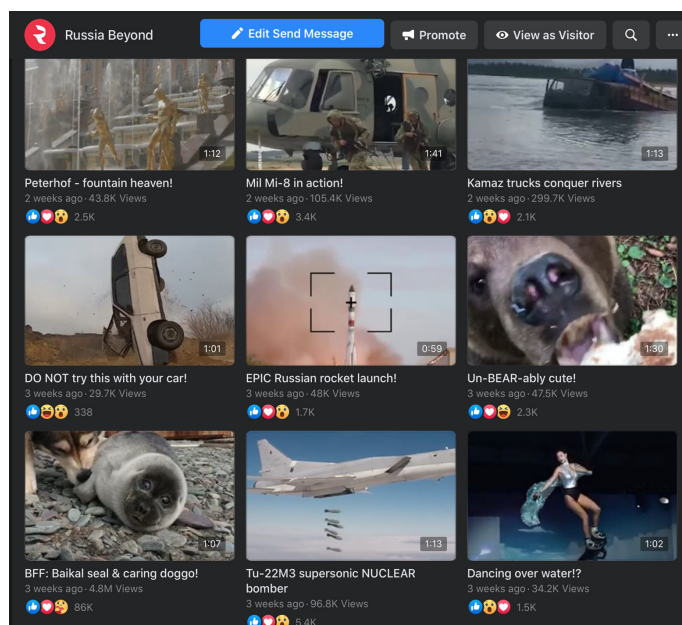 Russia Beyond
Edit Send Message
Promote
View as Visitor
...
1:12
1:41
1:13
Peterhof - fountain heaven!
2 weeks ago · 43.8K Views
2.5K
Mil Mi-8 in action!
2 weeks ago · 105.4K Views
3.4K
Kamaz trucks conquer rivers
2 weeks ago · 299.7K Views
2.1K
1:01
0:59
1:30
DO NOT try this with your car!
3 weeks ago · 29.7K Views
338
EPIC Russian rocket launch!
3 weeks ago · 48K Views
1.7K
Un-BEAR-ably cute!
3 weeks ago · 47.5K Views
2.3K
1:07
1:13
1:02
BFF: Baikal seal & caring doggo!
3 weeks ago · 4.8M Views
86K
Tu-22M3 supersonic NUCLEAR
bomber
3 weeks ago · 96.8K Views
5.4K
Dancing over water!?
3 weeks ago · 34.2K Views
1.5K